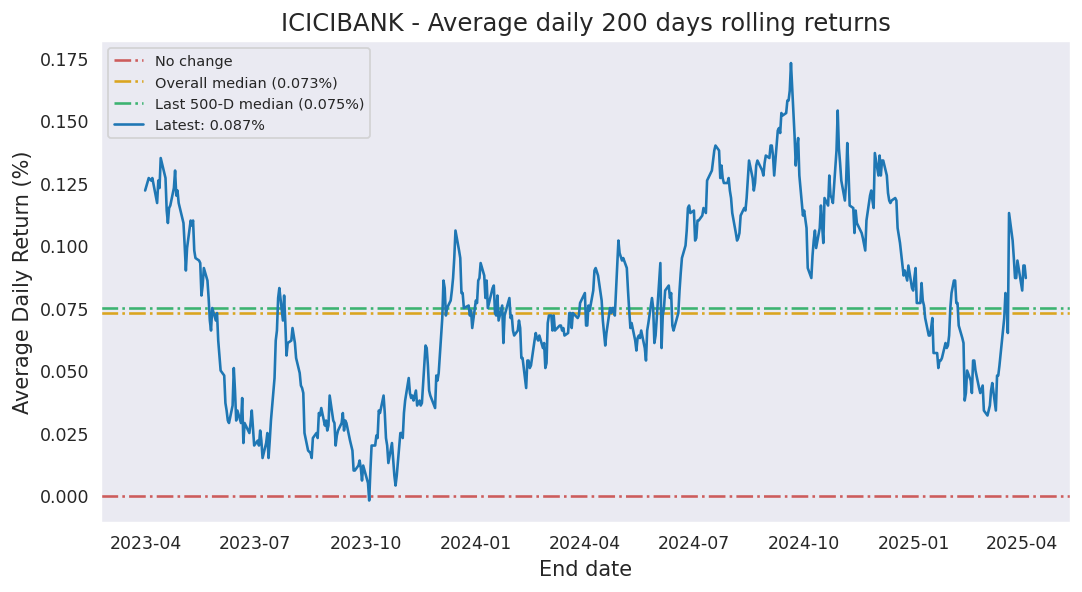 ICICIBANK - Average daily 200 days rolling returns
No change
Overall median (0.073%)
Last 500-D median (0.075%)
Latest: 0.087%
Average Daily Return (%)
0.175
0.150
0.125
0.100
0.075
0.050
0.025
0.000
2023-04 2023-07 2023-10 2024-01 2024-04 2024-07 2024-10 2025-01 2025-04
End date